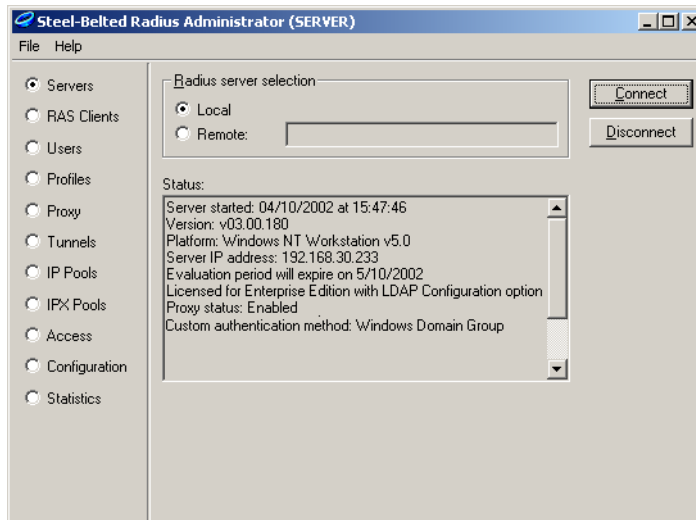 Steel-Belted Radius Administrator (SERVER)
File Help
Servers
RAS Clients
Users
Profiles
Proxy
Tunnels
IP Pools
IPX Pools
Access
Configuration
Statistics
Radius server selection
Local
Remote:
Connect
Disconnect
Status:
Server started: 04/10/2002 at 15:47:46
Version: v03.00.180
Platform: Windows NT Workstation v5.0
Server IP address: 192.168.30.233
Evaluation period will expire on 5/10/2002
Licensed for Enterprise Edition with LDAP Configuration option
Proxy status: Enabled
Custom authentication method: Windows Domain Group